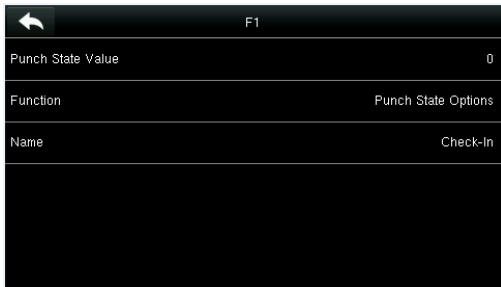 F1
Punch State Value 0
Function Punch State Options
Name Check-In